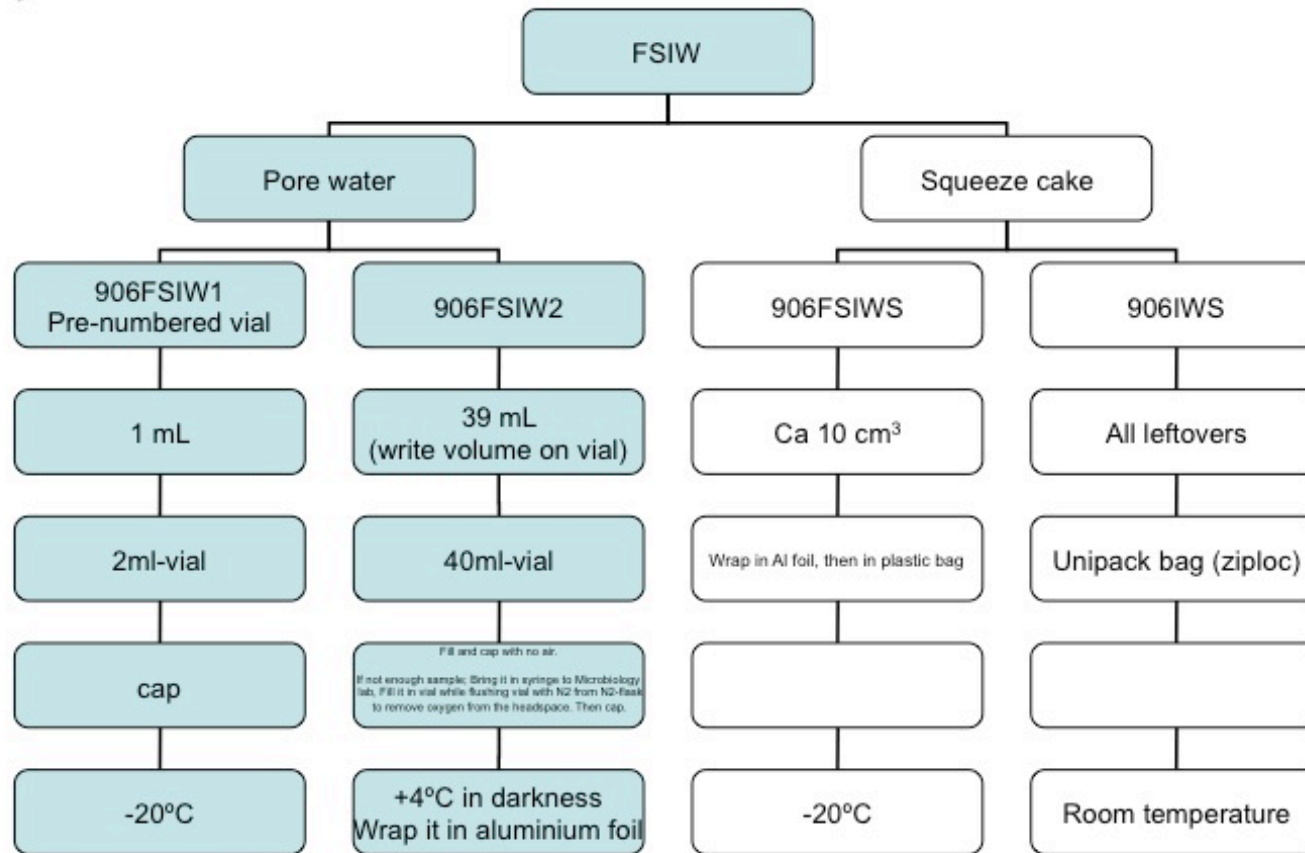 FSIW
Pore water
Squeeze cake
906FSIW1
Pre-numbered vial
906FSIW2
906FSIWS
906IWS
1 mL
39 mL
(write volume on vial)
Ca 10 cm³
All leftovers
2ml-vial
40ml-vial
Wrap in Al foil, then in plastic bag
Unipack bag (ziploc)
cap
Fill and cap with no air.
If not enough sample; Bring it in syringe to Microbiology
lab, Fill it in vial while flushing vial with N2 from N2-flask
to remove oxygen from the headspace. Then cap.
-20ºC
+4ºC in darkness
Wrap it in aluminium foil
-20ºC
Room temperature